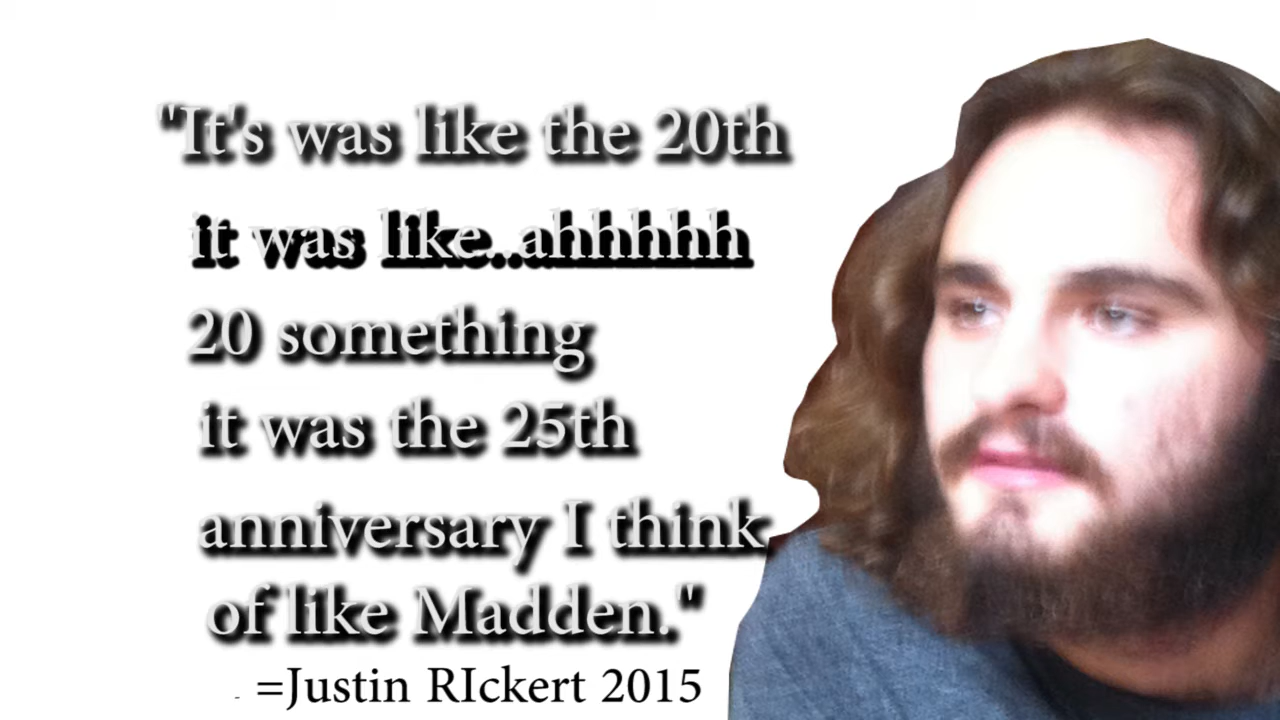 "It's was like the 20th
it was like..ahhhhh
20 something
it was the 25th
anniversary I think
of like Madden."
=Justin RIckert 2015